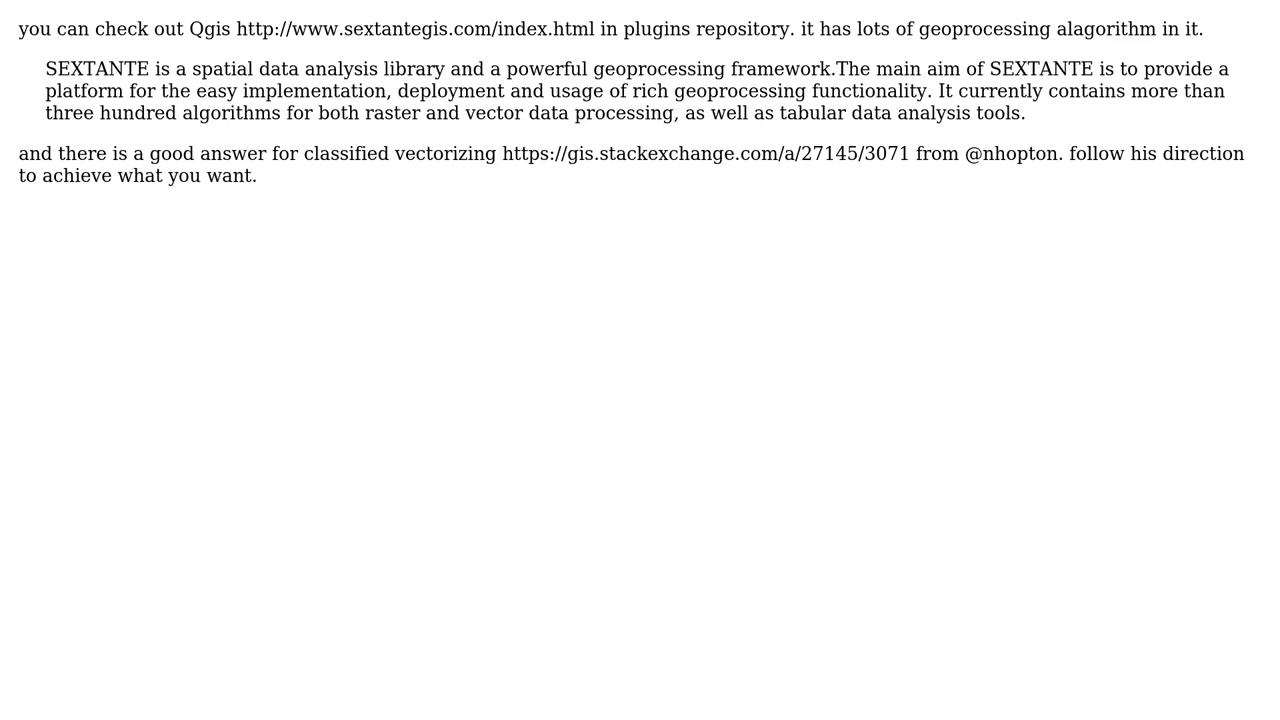 you can check out Qgis http://www.sextantegis.com/index.html in plugins repository. it has lots of geoprocessing alagorithm in it.
SEXTANTE is a spatial data analysis library and a powerful geoprocessing framework.The main aim of SEXTANTE is to provide a
platform for the easy implementation, deployment and usage of rich geoprocessing functionality. It currently contains more than
three hundred algorithms for both raster and vector data processing, as well as tabular data analysis tools.
and there is a good answer for classified vectorizing https://gis.stackexchange.com/a/27145/3071 from @nhopton. follow his direction
to achieve what you want.